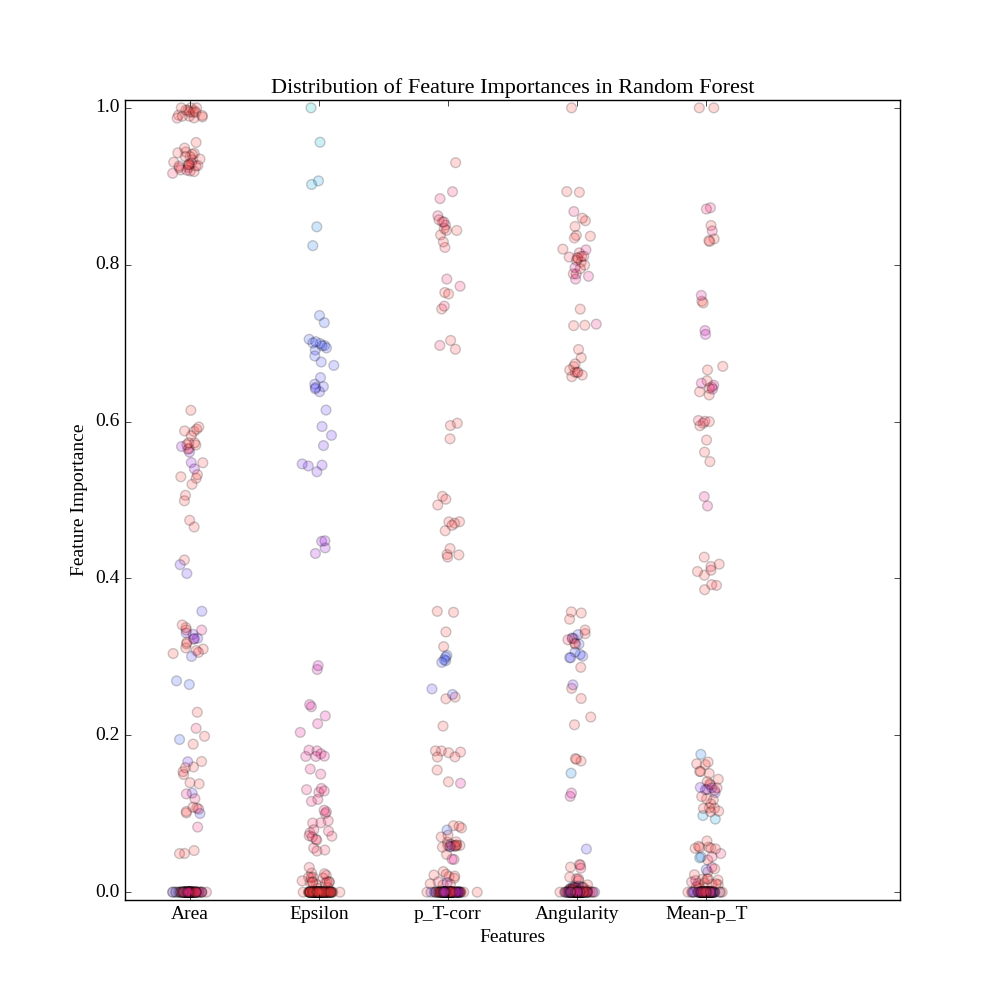 Distribution of Feature Importances in Random Forest
1.0
0.8
0.6
0.4
0.2
0.0
Feature Importance
Area Epsilon p_T-corr Angularity Mean-p_T
Features